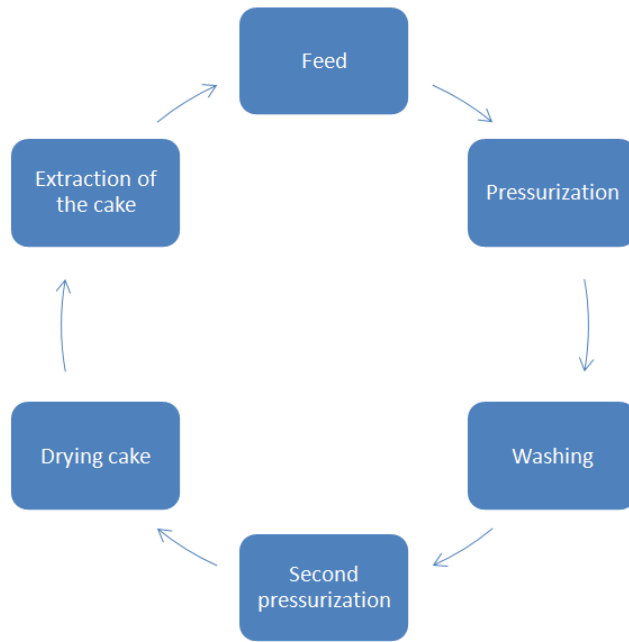 Feed
Pressurization
Washing
Second
pressurization
Drying cake
Extraction of
the cake